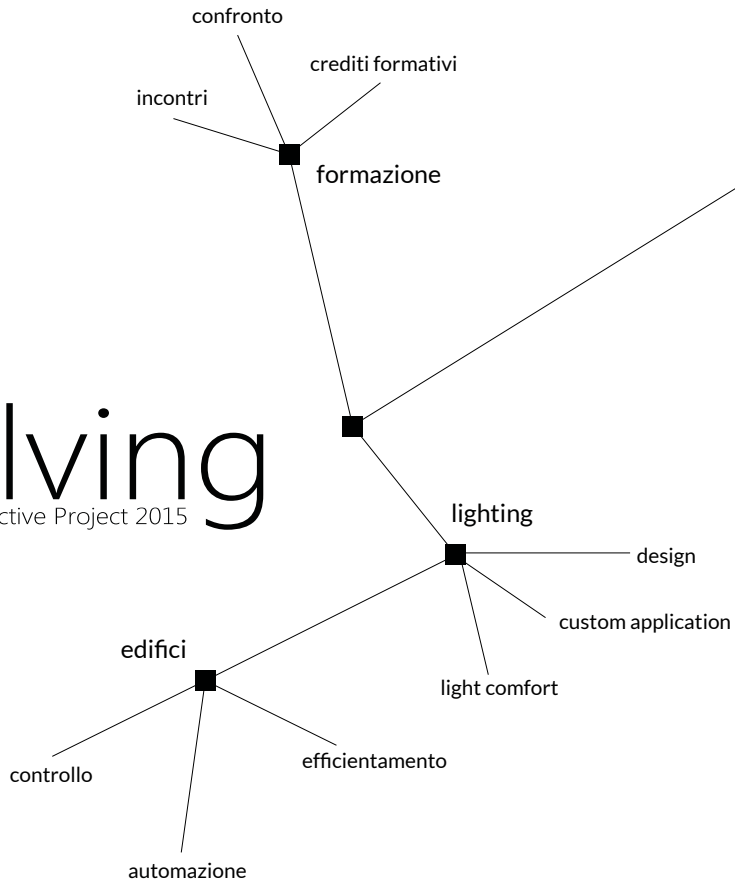 confronto
crediti formativi
incontri
formazione
lving
ctive Project 2015
lighting
design
custom application
edifici
light comfort
efficientamento
controllo
automazione